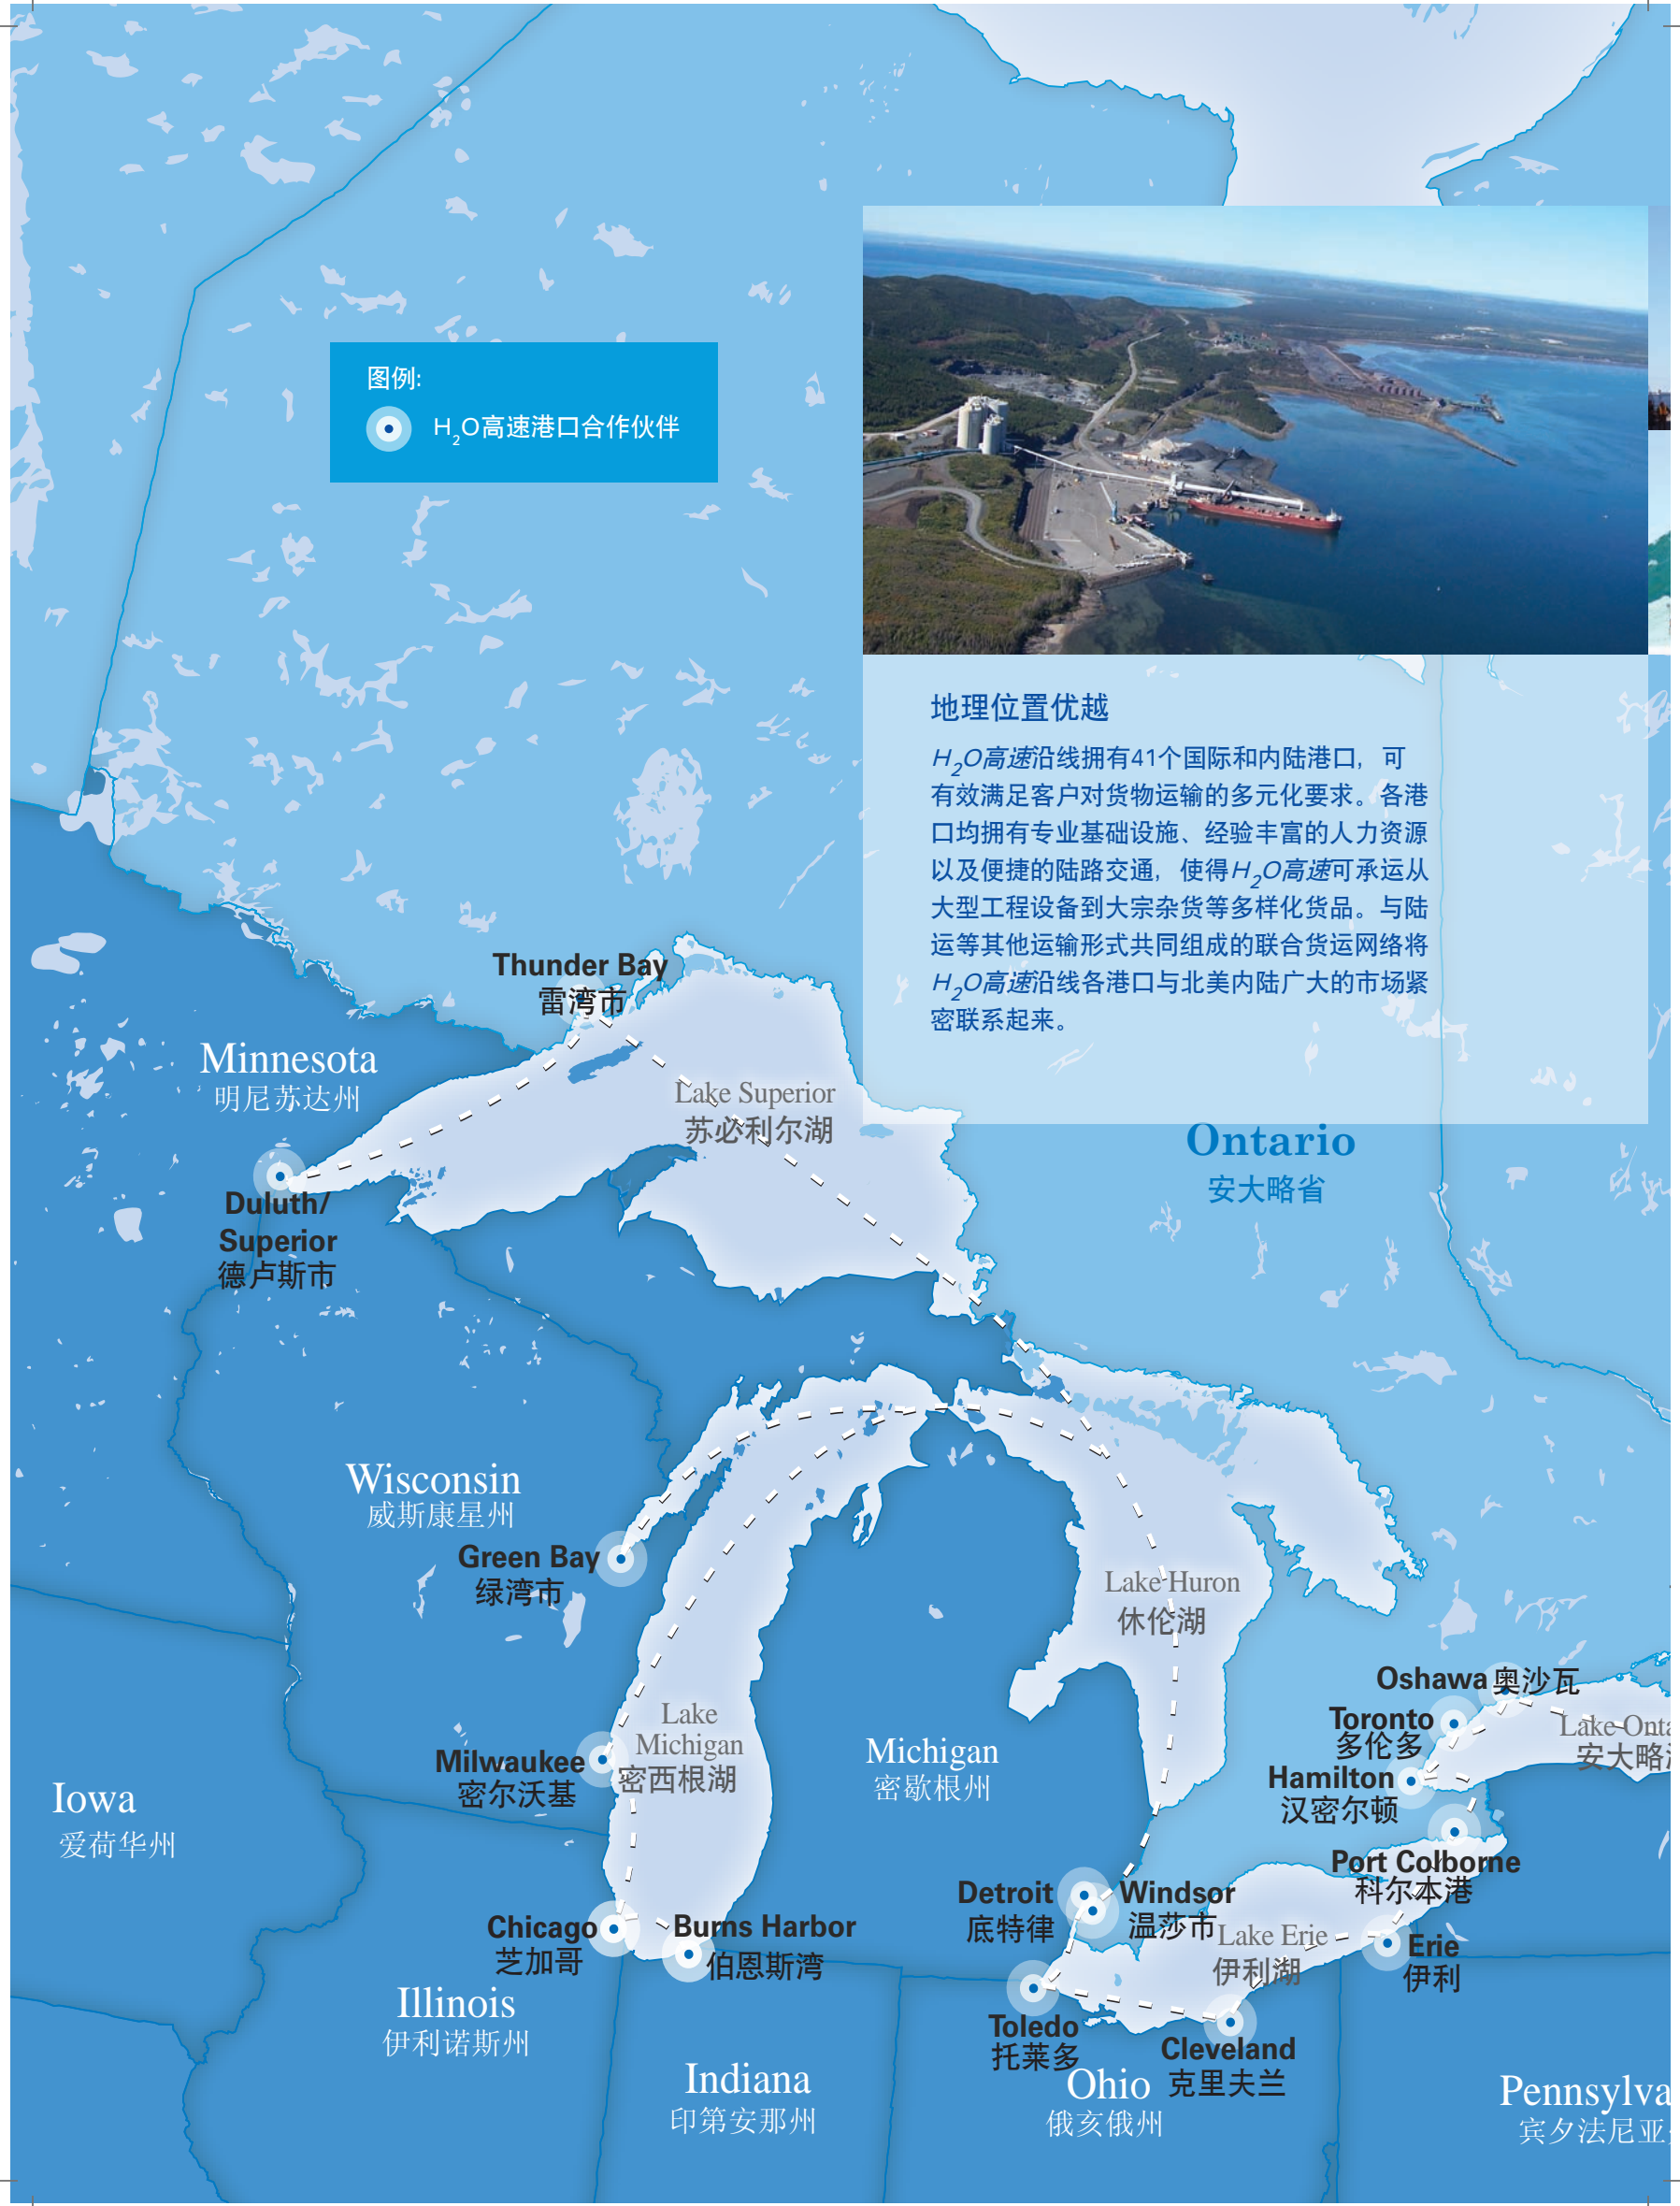 图例:
H₂O高速港口合作伙伴
地理位置优越
H₂O高速沿线拥有41个国际和内陆港口，可
有效满足客户对货物运输的多元化要求。各港
口均拥有专业基础设施、经验丰富的人力资源
以及便捷的陆路交通，使得H₂O高速可承运从
大型工程设备到大宗杂货等多样化货品。与陆
运等其他运输形式共同组成的联合货运网络将
H₂O高速沿线各港口与北美内陆广大的市场紧
密联系起来。
Thunder Bay
雷湾市
Minnesota
明尼苏达州
Lake Superior
苏必利尔湖
Ontario
安大略省
Duluth/
Superior
德卢斯市
Wisconsin
威斯康星州
Green Bay
绿湾市
Lake Huron
休伦湖
Oshawa 奥沙瓦
Toronto
多伦多
Lake Onta
安大略
Hamilton
汉密尔顿
Lake
Michigan
密西根湖
Milwaukee
密尔沃基
Michigan
密歇根州
Iowa
爱荷华州
Port Colborne
科尔本港
Detroit
底特律
Windsor
温莎市
Lake Erie
伊利湖
Erie
伊利
Chicago
芝加哥
Burns Harbor
伯恩斯湾
Illinois
伊利诺斯州
Toledo
托莱多
Cleveland
克里夫兰
Indiana
印第安那州
Ohio
俄亥俄州
Pennsylva
宾夕法尼亚